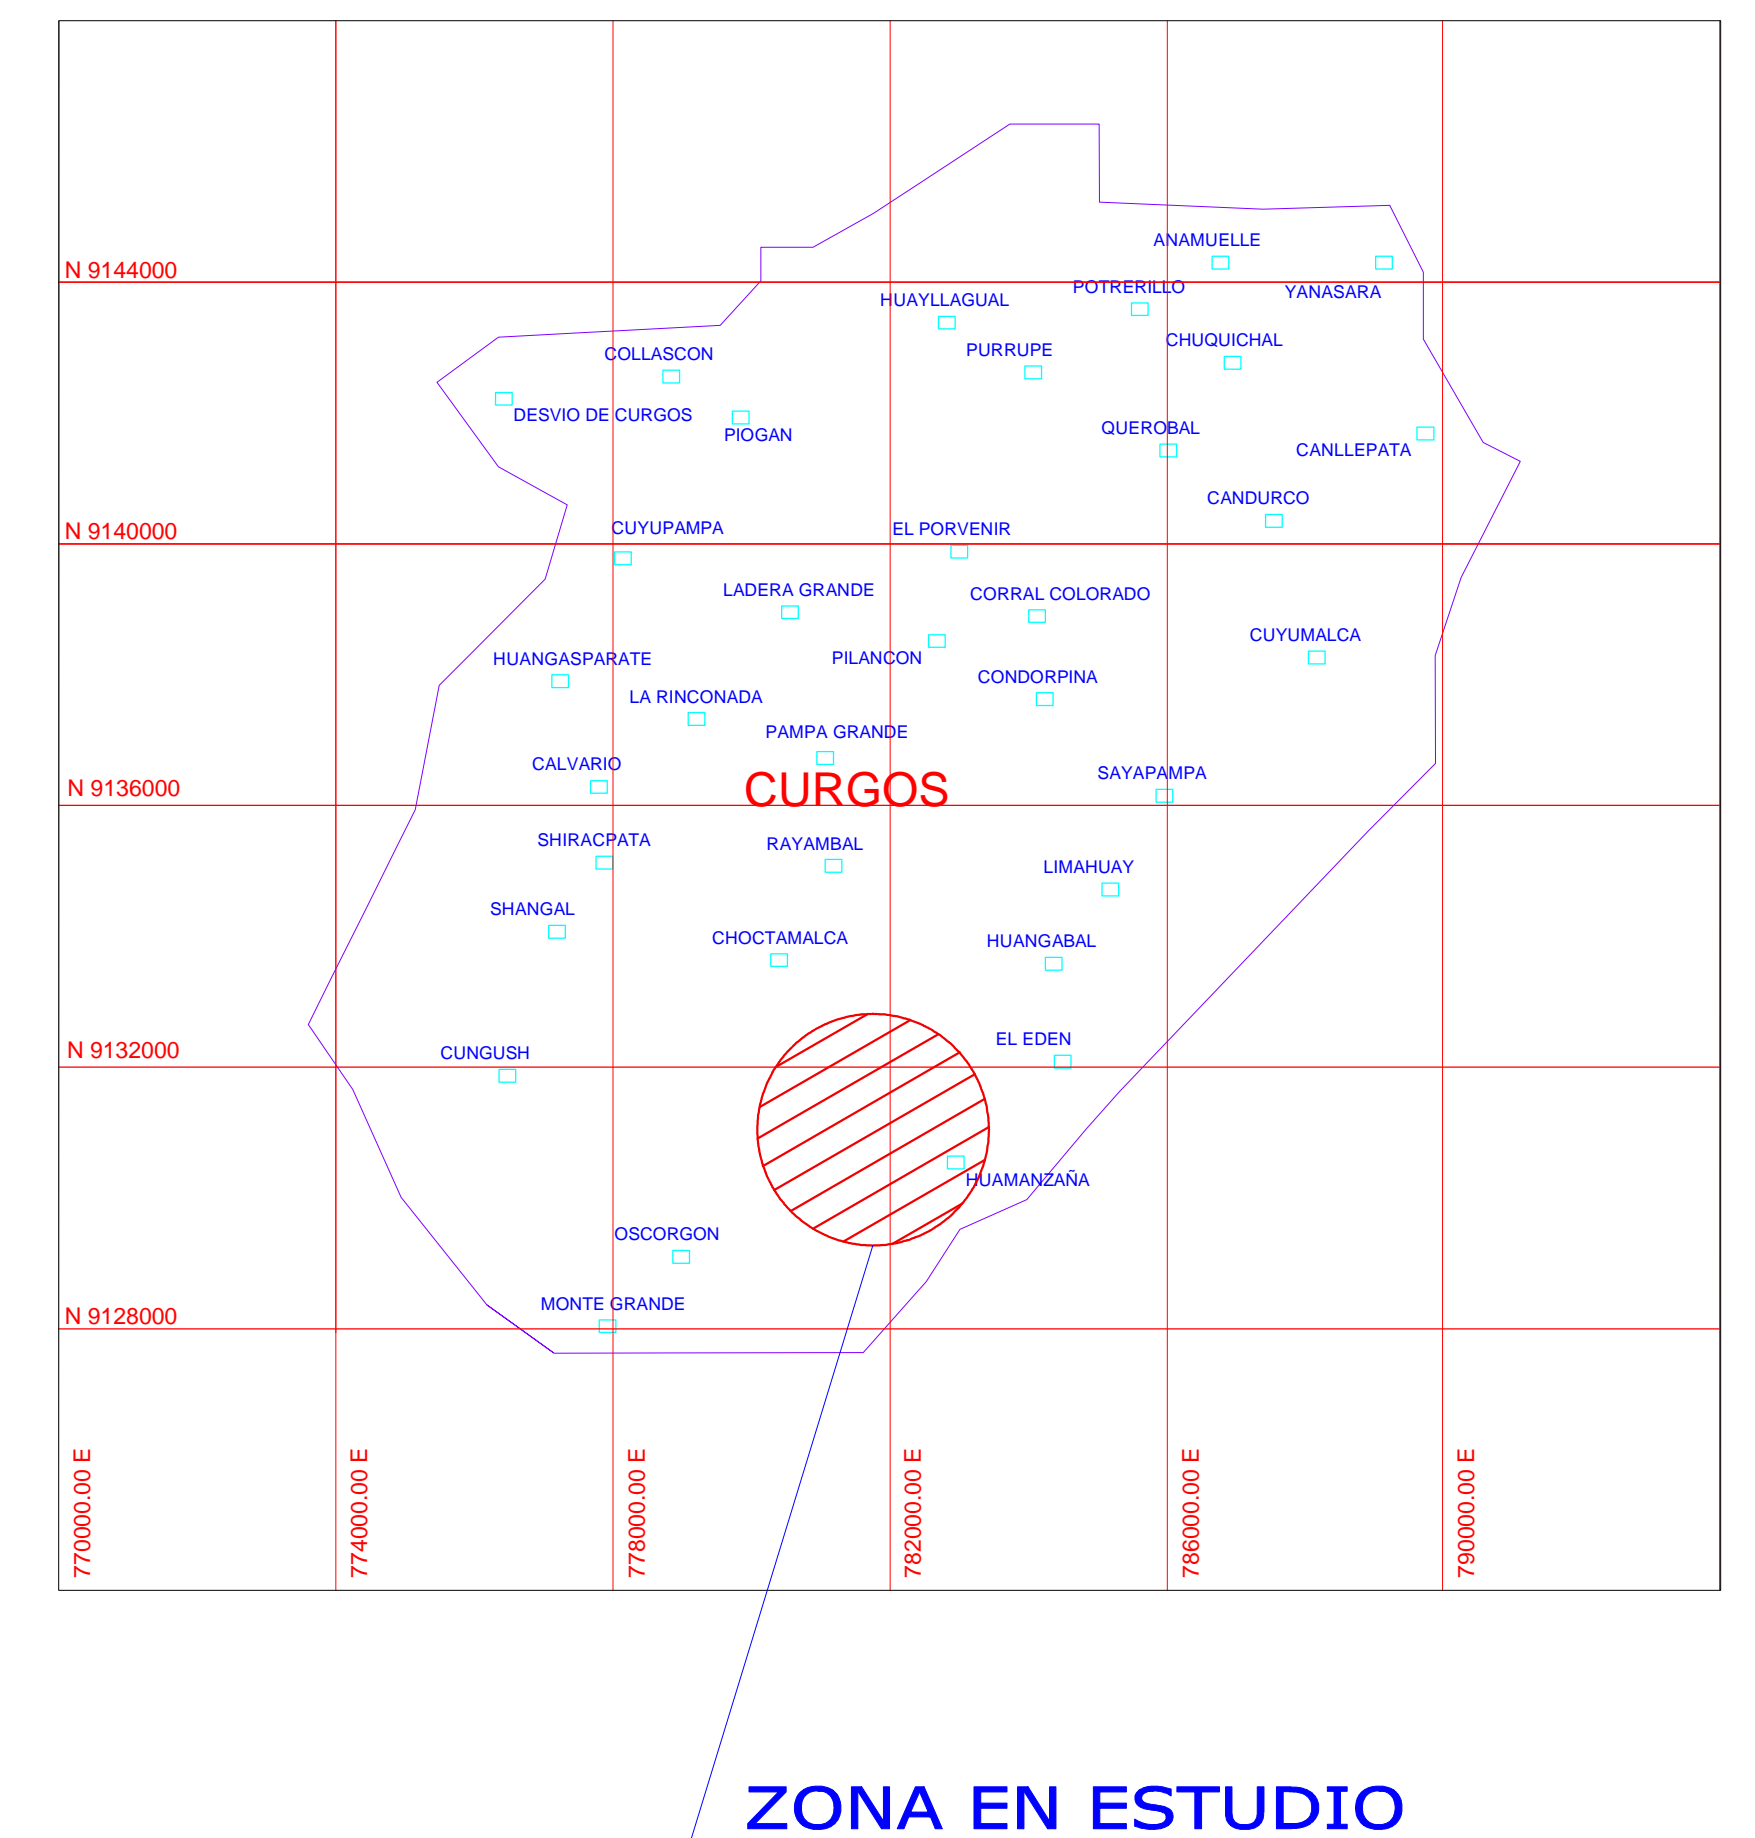 ANAMUELLE
N 9144000
POTRERILLO
YANASARA
HUAYLLAGUAL
CHUQUICHAL
PURRUPE
COLLASCON
DESVIO DE CURGOS
PIOGAN
QUEROBAL
CANLLEPATA
CANDURCO
N 9140000
CUYUPAMPA
EL PORVENIR
LADERA GRANDE
CORRAL COLORADO
CUYUMALCA
PILANCON
HUANGASPARATE
CONDORPINA
LA RINCONADA
PAMPA GRANDE
CALVARIO
SAYAPAMPA
N 9136000
CURGOS
SHIRACPATA
RAYAMBAL
LIMAHUAY
SHANGAL
CHOCTAMALCA
HUANGABAL
EL EDEN
N 9132000
CUNGUSH
HUAMANZAÑA
OSCORGON
MONTE GRANDE
N 9128000
770000.00 E
774000.00 E
778000.00 E
782000.00 E
786000.00 E
790000.00 E
ZONA EN ESTUDIO